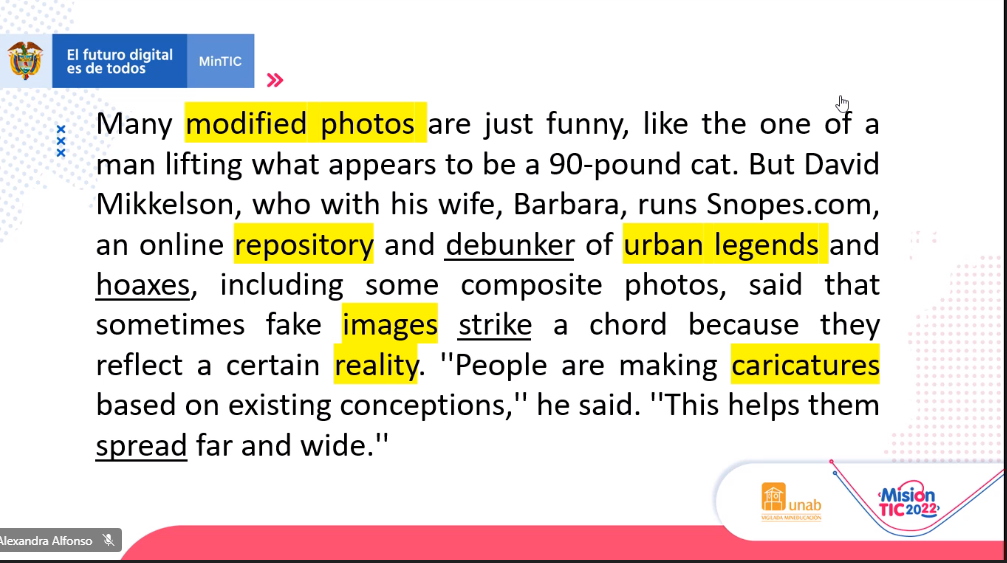 El futuro digital
es de todos
MinTIC
Many modified photos are just funny, like the one of a
man lifting what appears to be a 90-pound cat. But David
Mikkelson, who with his wife, Barbara, runs Snopes.com,
an online repository and debunker of urban legends and
hoaxes, including some composite photos, said that
sometimes fake images strike a chord because they
reflect a certain reality. ''People are making caricatures
based on existing conceptions,'' he said. ''This helps them
spread far and wide.''
unab
VIGILADA MINEDUCACIÓN
Misión
TIC2022
Alexandra Alfonso